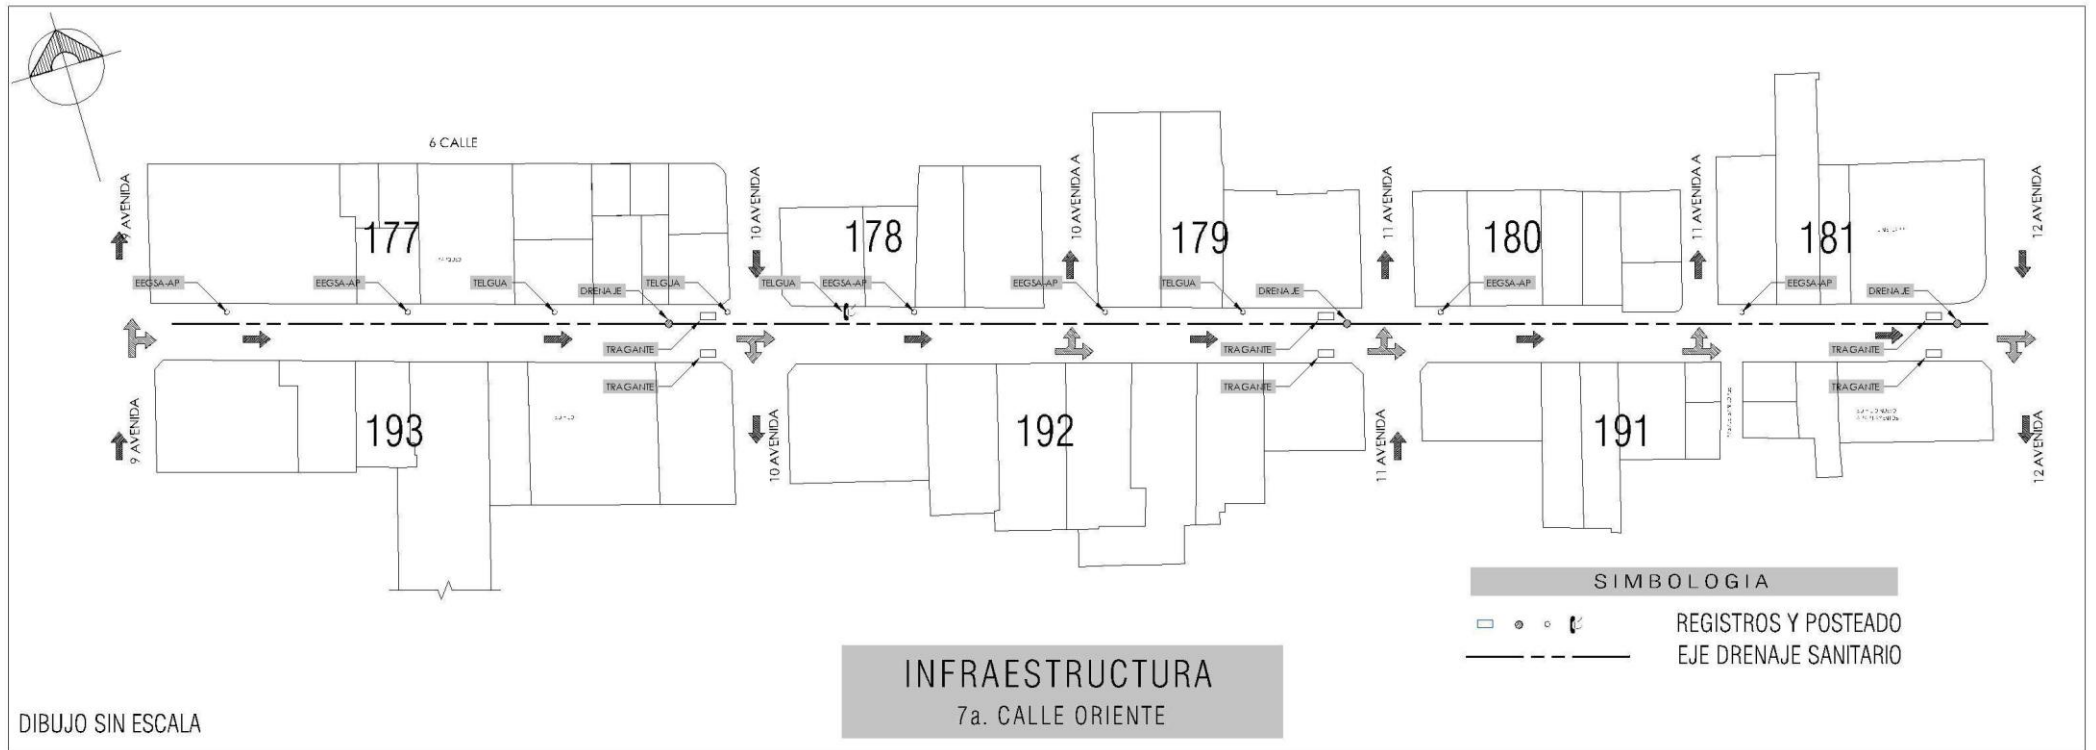 6 CALLE
9 AVENIDA
10 AVENIDA
10 AVENIDA A
11 AVENIDA
11 AVENIDA A
12 AVENIDA
177
178
179
180
181
EEGSA-AP
EEGSA-AP
TELGUA
DRENAJE
TELGUA
TELGUA
EEGSA-AP
EEGSA-AP
TELGUA
DRENAJE
EEGSA-AP
EEGSA-AP
DRENAJE
TRAGANTE
TRAGANTE
TRAGANTE
TRAGANTE
TRAGANTE
TRAGANTE
193
192
191
9 AVENIDA
10 AVENIDA
11 AVENIDA
12 AVENIDA
SIMBOLOGIA
REGISTROS Y POSTEADO
EJE DRENAJE SANITARIO
INFRAESTRUCTURA
7a. CALLE ORIENTE
DIBUJO SIN ESCALA